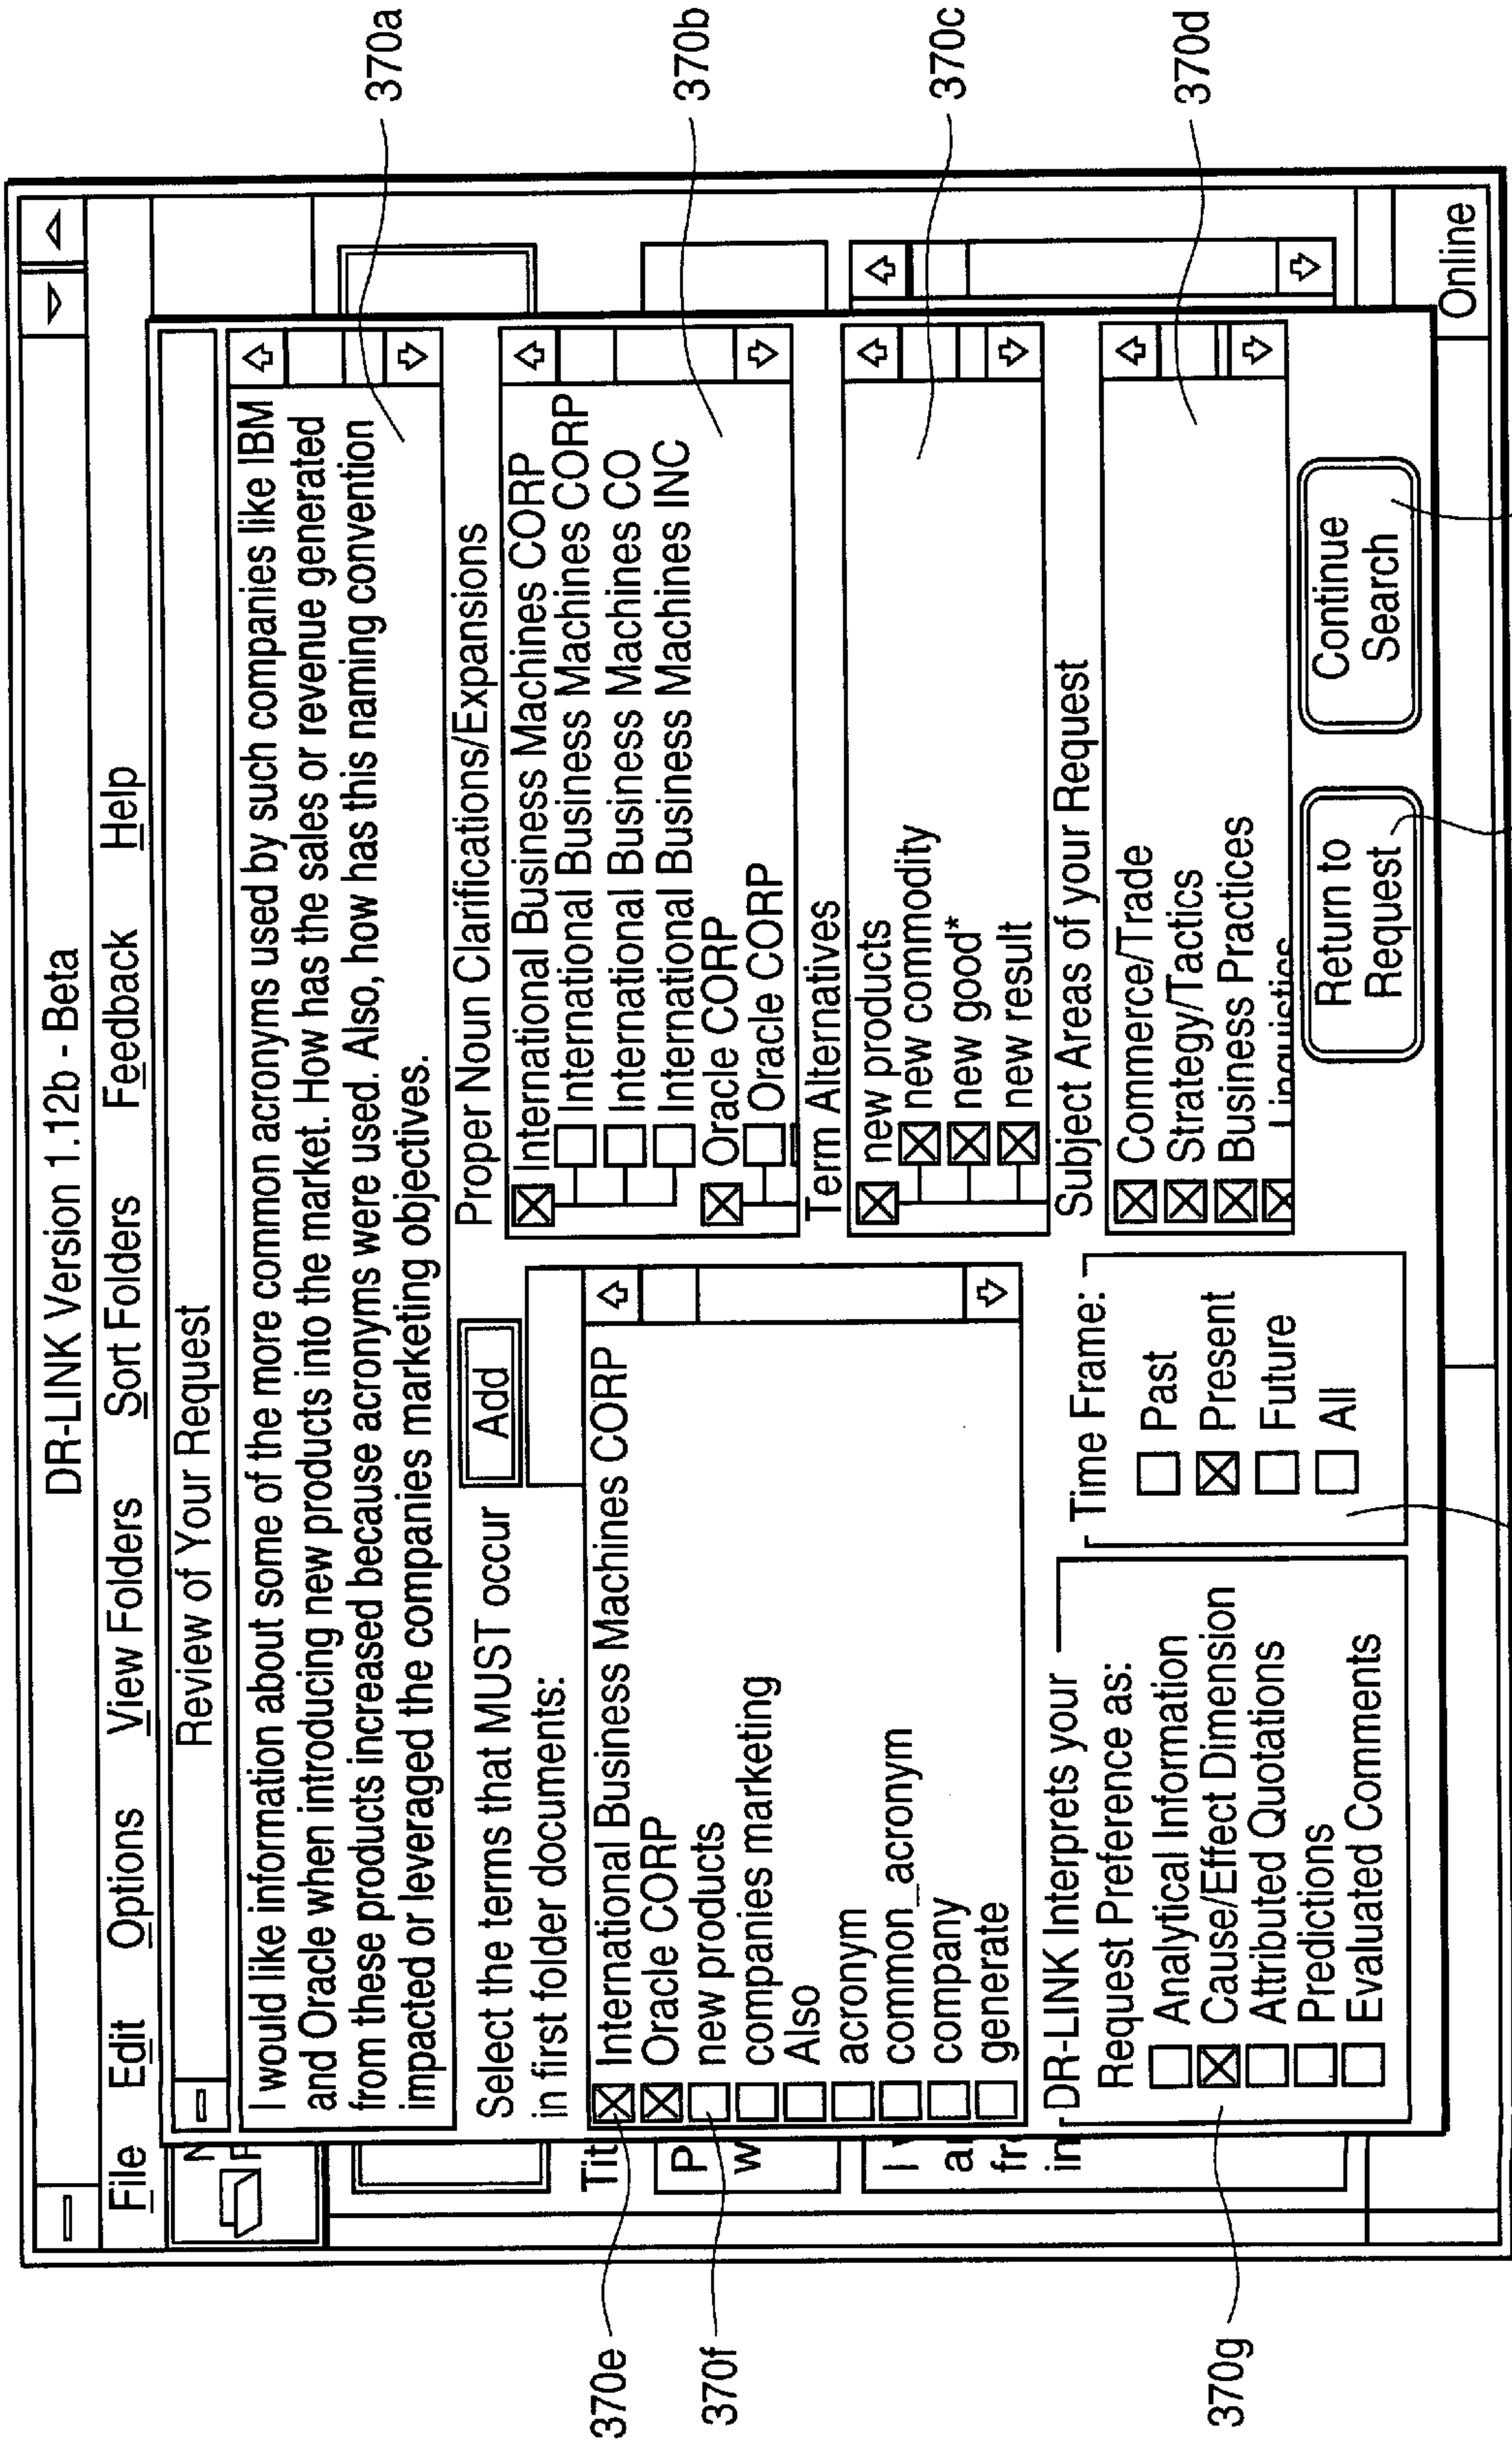 DR-LINK Version 1.12b - Beta
File Edit Options View Folders Sort Folders Feedback Help
Review of Your Request
I would like information about some of the more common acronyms used by such companies like IBM
and Oracle when introducing new products into the market. How has the sales or revenue generated
from these products increased because acronyms were used. Also, how has this naming convention
impacted or leveraged the companies marketing objectives.
370a
Select the terms that MUST occur
in first folder documents:
Add
International Business Machines CORP
Oracle CORP
new products
companies marketing
Also
acronym
common_acronym
company
generate
370e
370f
Proper Noun Clarifications/Expansions
International Business Machines CORP
International Business Machines CORP
International Business Machines CO
International Business Machines INC
Oracle CORP
Oracle CORP
370b
Term Alternatives
new products
new commodity
new good*
new result
370c
Subject Areas of your Request
Commerce/Trade
Strategy/Tactics
Business Practices
Linguistics
370d
DR-LINK Interprets your
Request Preference as:
Analytical Information
Cause/Effect Dimension
Attributed Quotations
Predictions
Evaluated Comments
370g
Time Frame:
Past
Present
Future
All
Return to
Request
Continue
Search
Online
Tit
P
w
I
a
fr
in